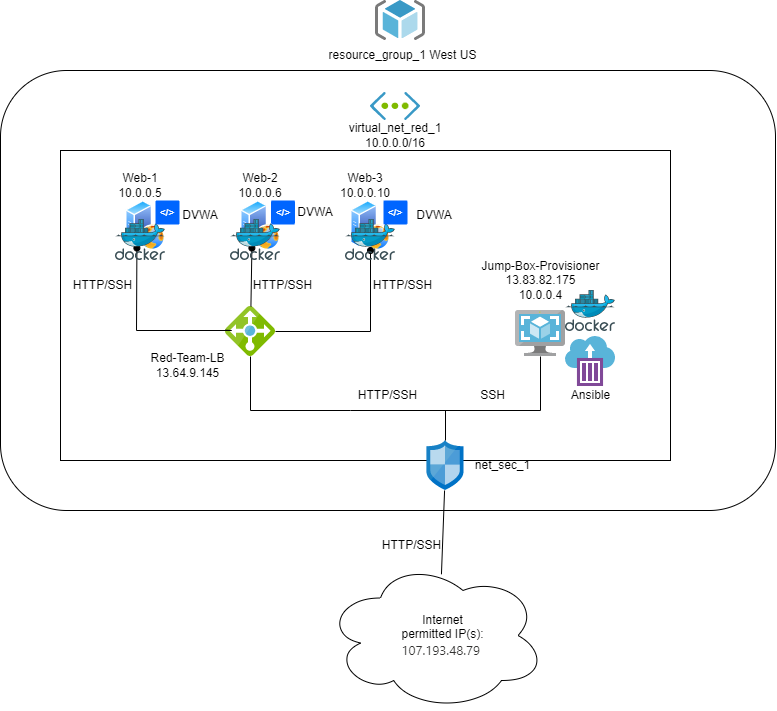 resource_group_1 West US
virtual_net_red_1
10.0.0.0/16
Web-1
10.0.0.5
Web-2
10.0.0.6
Web-3
10.0.0.10
</>
DVWA
</>
DVWA
</>
DVWA
docker
docker
docker
HTTP/SSH
HTTP/SSH
HTTP/SSH
Jump-Box-Provisioner
13.83.82.175
10.0.0.4
docker
Red-Team-LB
13.64.9.145
Ansible
HTTP/SSH
SSH
net_sec_1
HTTP/SSH
Internet
permitted IP(s):
107.193.48.79